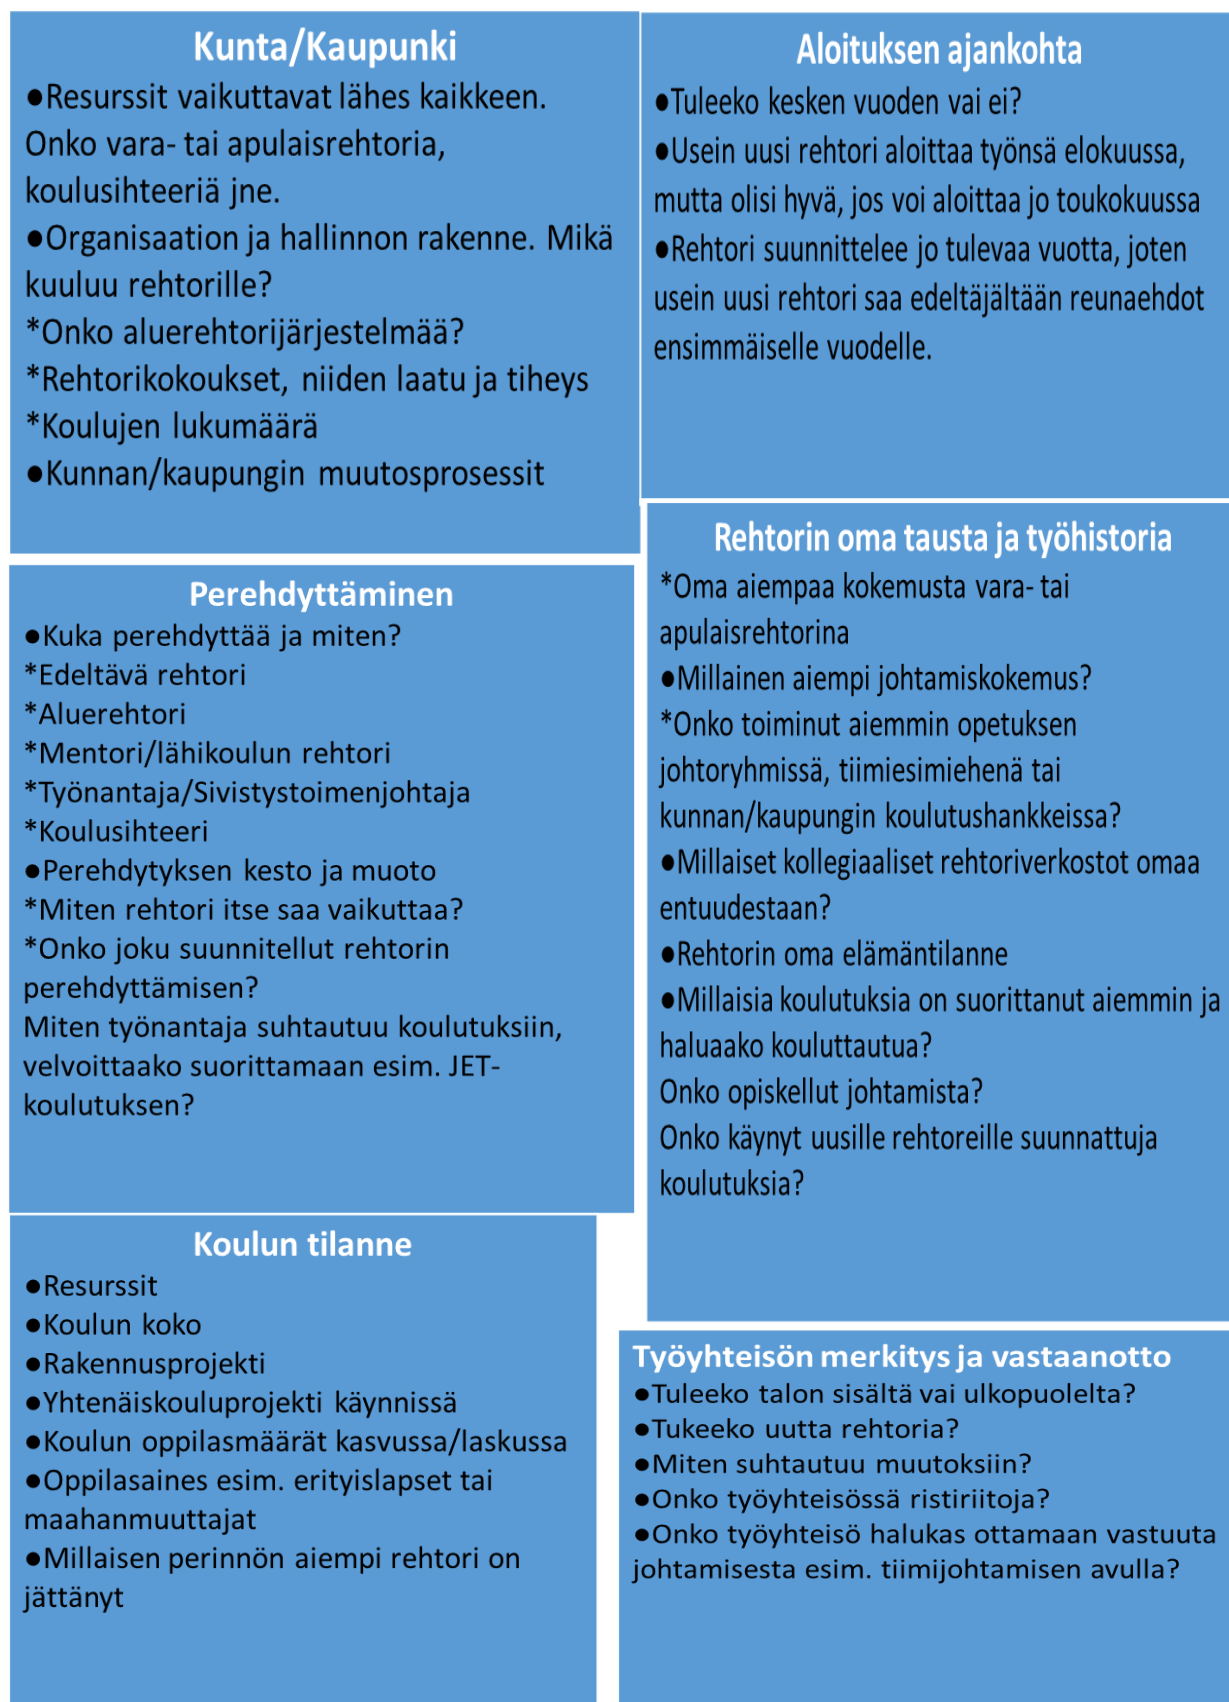 Kunta/Kaupunki
●Resurssit vaikuttavat lähes kaikkeen.
Onko vara- tai apulaisrehtoria,
koulusihteeriä jne.
●Organisaation ja hallinnon rakenne. Mikä
kuuluu rehtorille?
*Onko aluerehtorijärjestelmää?
*Rehtorikokoukset, niiden laatu ja tiheys
*Koulujen lukumäärä
●Kunnan/kaupungin muutosprosessit
Aloituksen ajankohta
●Tuleeko kesken vuoden vai ei?
●Usein uusi rehtori aloittaa työnsä elokuussa,
mutta olisi hyvä, jos voi aloittaa jo toukokuussa
●Rehtori suunnittelee jo tulevaa vuotta, joten
usein uusi rehtori saa edeltäjältään reunaehdot
ensimmäiselle vuodelle.
Perehdyttäminen
●Kuka perehdyttää ja miten?
*Edeltävä rehtori
*Aluerehtori
*Mentori/lähikoulun rehtori
*Työnantaja/Sivistystoimenjohtaja
*Koulusihteeri
●Perehdytyksen kesto ja muoto
*Miten rehtori itse saa vaikuttaa?
*Onko joku suunnitellut rehtorin
perehdyttämisen?
Miten työnantaja suhtautuu koulutuksiin,
velvoittaako suorittamaan esim. JET-
koulutuksen?
Rehtorin oma tausta ja työhistoria
*Oma aiempaa kokemusta vara- tai
apulaisrehtorina
●Millainen aiempi johtamiskokemus?
*Onko toiminut aiemmin opetuksen
johtoryhmissä, tiimiesimiehenä tai
kunnan/kaupungin koulutushankkeissa?
●Millaiset kollegiaaliset rehtoriverkostot omaa
entuudestaan?
●Rehtorin oma elämäntilanne
●Millaisia koulutuksia on suorittanut aiemmin ja
haluaako kouluttautua?
Onko opiskellut johtamista?
Onko käynyt uusille rehtoreille suunnattuja
koulutuksia?
Koulun tilanne
●Resurssit
●Koulun koko
●Rakennusprojekti
●Yhtenäiskouluprojekti käynnissä
●Koulun oppilasmäärät kasvussa/laskussa
●Oppilasaines esim. erityislapset tai
maahanmuuttajat
●Millaisen perinnön aiempi rehtori on
jättänyt
Työyhteisön merkitys ja vastaanotto
●Tuleeko talon sisältä vai ulkopuolelta?
●Tukeeko uutta rehtoria?
●Miten suhtautuu muutoksiin?
●Onko työyhteisössä ristiriitoja?
●Onko työyhteisö halukas ottamaan vastuuta
johtamisesta esim. tiimijohtamisen avulla?